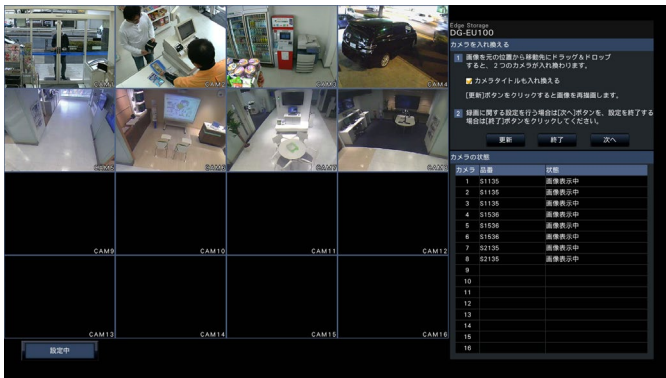 CAM1
CAM2
CAM3
CAM4
CAM5
CAM6
CAM7
CAM8
CAM9
CAM10
CAM11
CAM12
CAM13
CAM14
CAM15
CAM16
設定中
Edge Storage
DG-EU100
カメラを入れ換える
1 画像を元の位置から移動先にドラッグ＆ドロップ
すると、2つのカメラが入れ換わります。
カメラタイトルも入れ換える
[更新]ボタンをクリックすると画像を再描画します。
2 録画に関する設定を行う場合は[次へ]ボタンを、設定を終了する
場合は[終了]ボタンをクリックしてください。
更新 終了 次へ
カメラの状態
カメラ 品番 状態
1 S1135 画像表示中
2 S1135 画像表示中
3 S1135 画像表示中
4 S1536 画像表示中
5 S1536 画像表示中
6 S1536 画像表示中
7 S2135 画像表示中
8 S2135 画像表示中
9
10
11
12
13
14
15
16